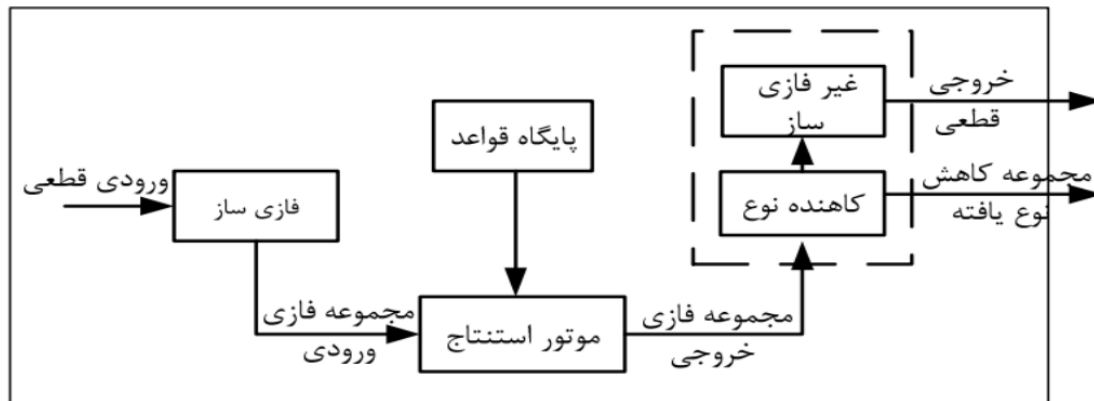 ورودی قطعی
فازی ساز
مجموعه فازی
ورودی
پایگاه قواعد
موتور استنتاج
مجموعه فازی
خروجی
غیر فازی
ساز
کاهنده نوع
خروجی
قطعی
مجموعه کاهش
نوع یافته